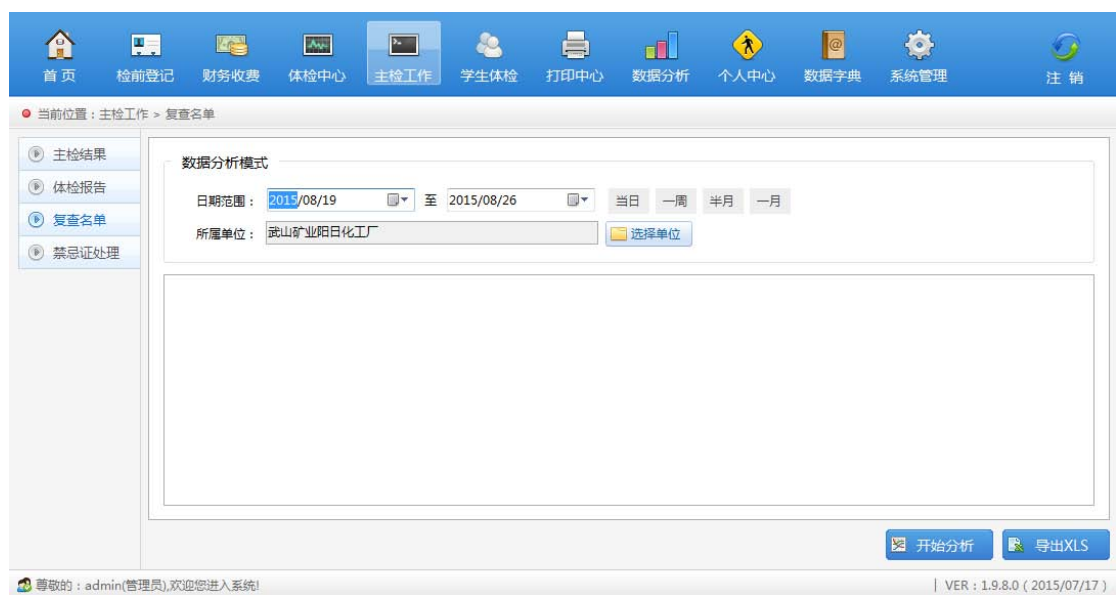 首 页 检前登记 财务收费 体检中心 主检工作 学生体检 打印中心 数据分析 个人中心 数据字典 系统管理 注 销
当前位置：主检工作 > 复查名单
主检结果
体检报告
复查名单
禁忌证处理
数据分析模式
日期范围： 2015/08/19 至 2015/08/26 当日 一周 半月 一月
所属单位： 武山矿业阳日化工厂 选择单位
开始分析 导出XLS
尊敬的：admin(管理员),欢迎您进入系统! | VER : 1.9.8.0 ( 2015/07/17 )